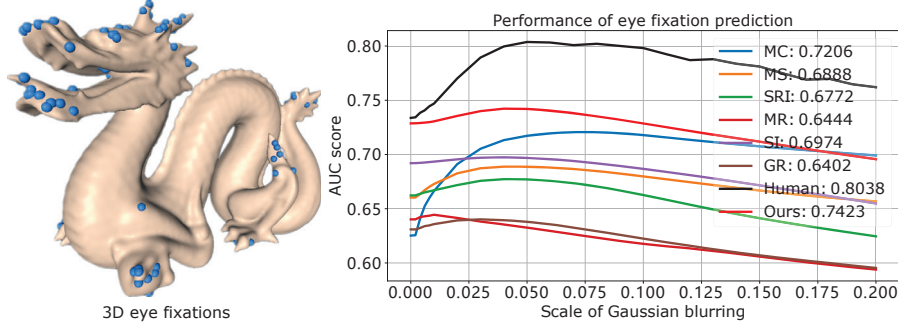 Performance of eye fixation prediction
0.80
0.75
0.70
0.65
0.60
AUC score
MC: 0.7206
MS: 0.6888
SRI: 0.6772
MR: 0.6444
SI: 0.6974
GR: 0.6402
Human: 0.8038
Ours: 0.7423
0.000 0.025 0.050 0.075 0.100 0.125 0.150 0.175 0.200
Scale of Gaussian blurring
3D eye fixations